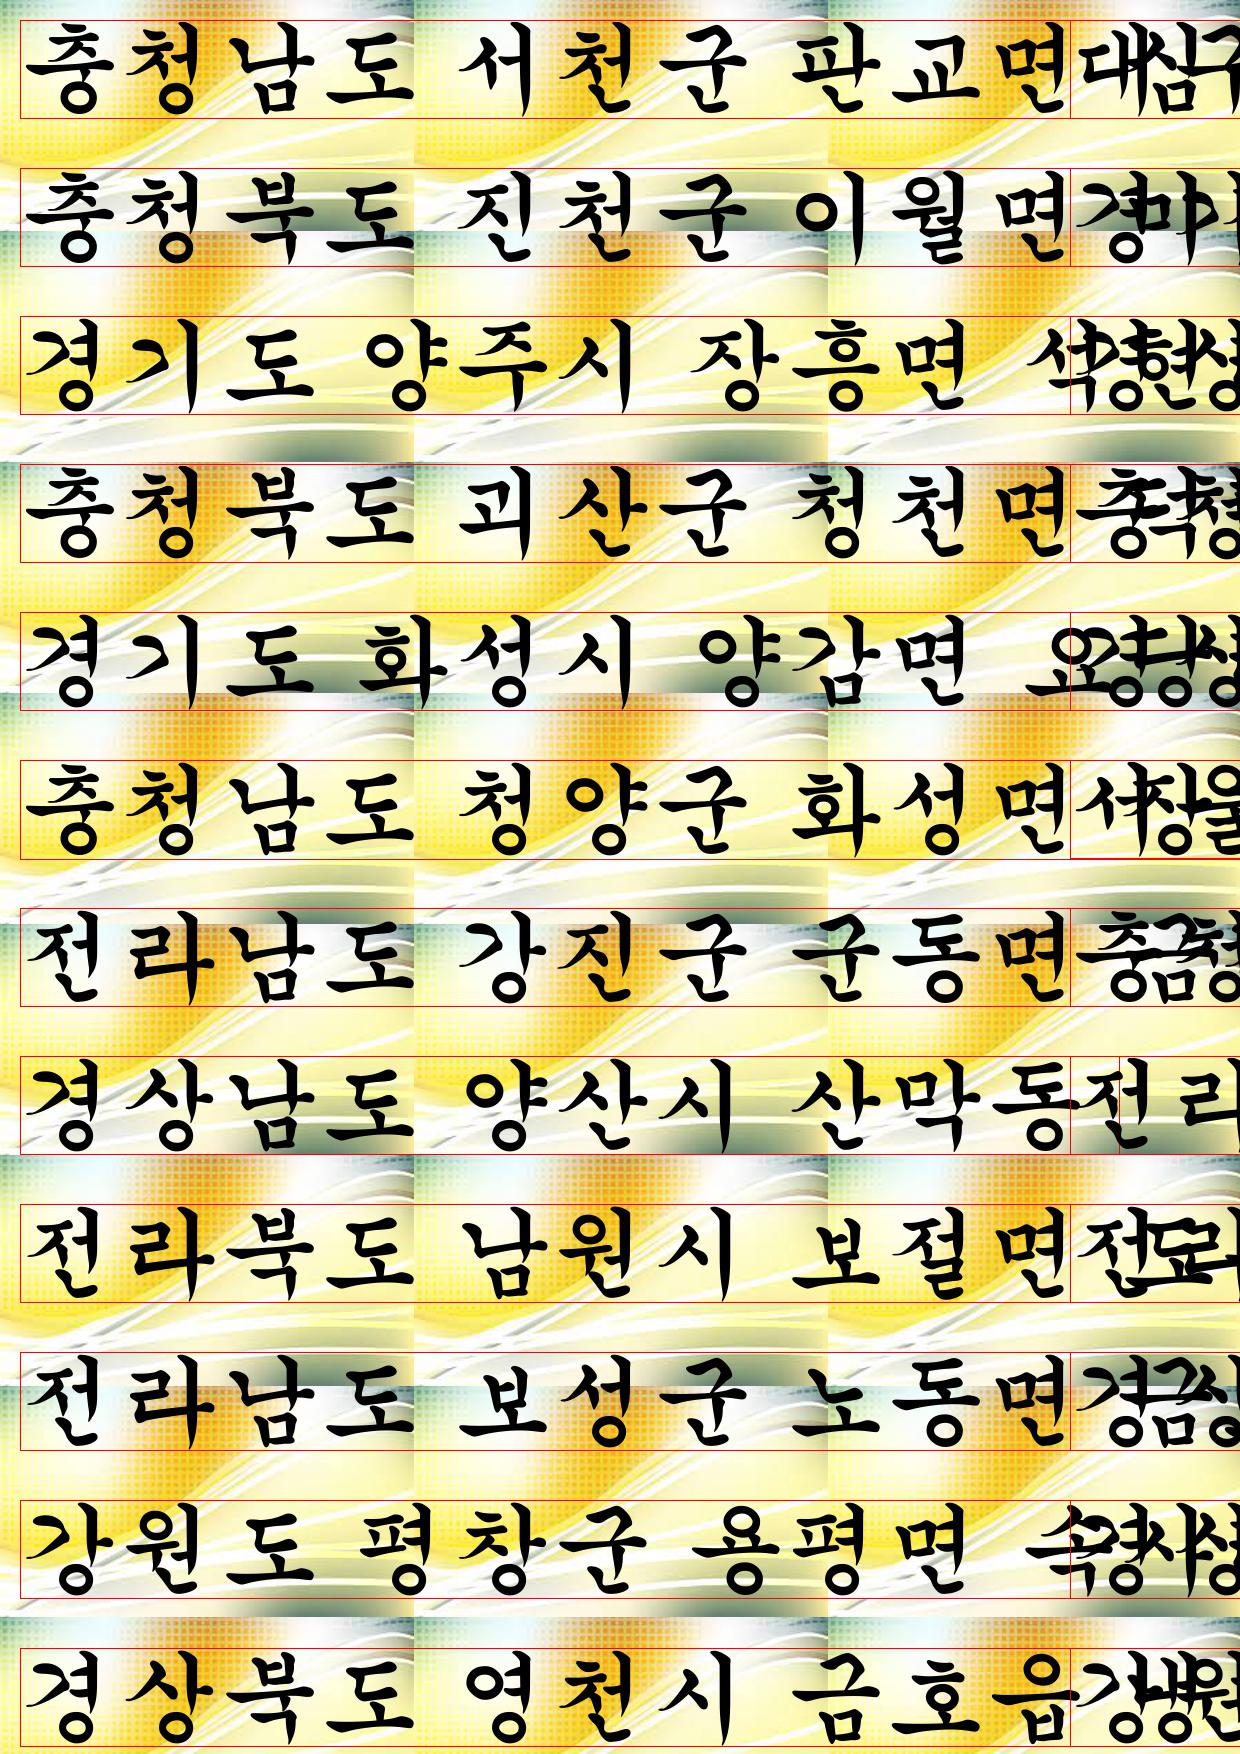 충청남도 서천군 판교면
충청북도 진천군 이월면
경기도 양주시 장흥면
충청북도 괴산군 청천면
경기도 화성시 양감면
충청남도 청양군 화성면
전라남도 강진군 군동면
경상남도 양산시 산막동 전라
전라북도 남원시 보절면
전라남도 보성군 노동면
강원도 평창군 용평면
경상북도 영천시 금호읍